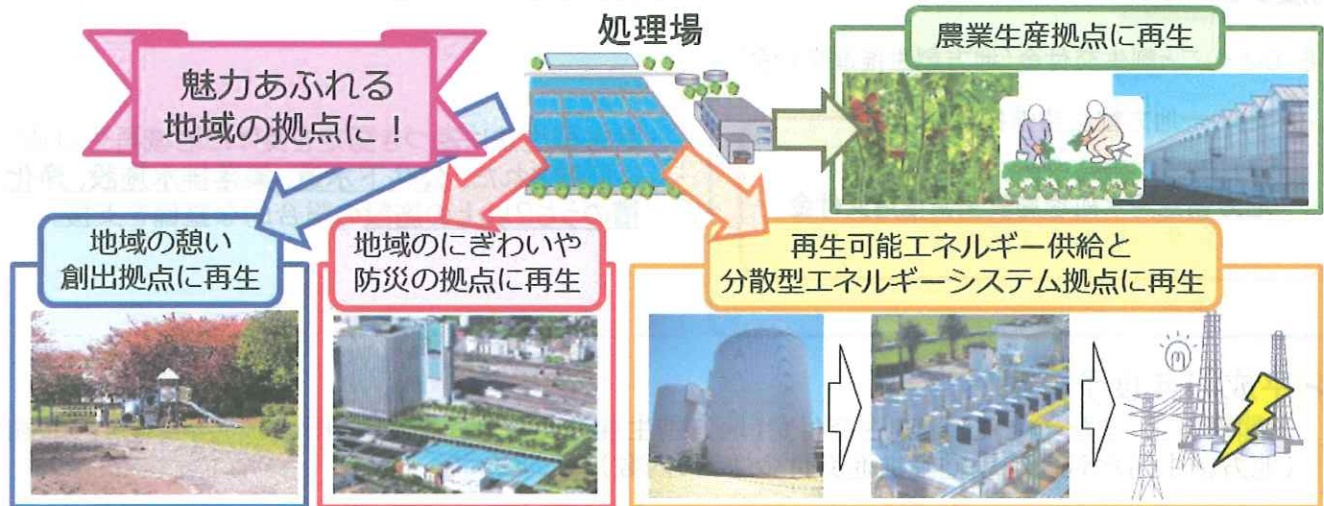 処理場
魅力あふれる
地域の拠点に！
農業生産拠点に再生
地域の憩い
創出拠点に再生
地域のにぎわいや
防災の拠点に再生
再生可能エネルギー供給と
分散型エネルギーシステム拠点に再生